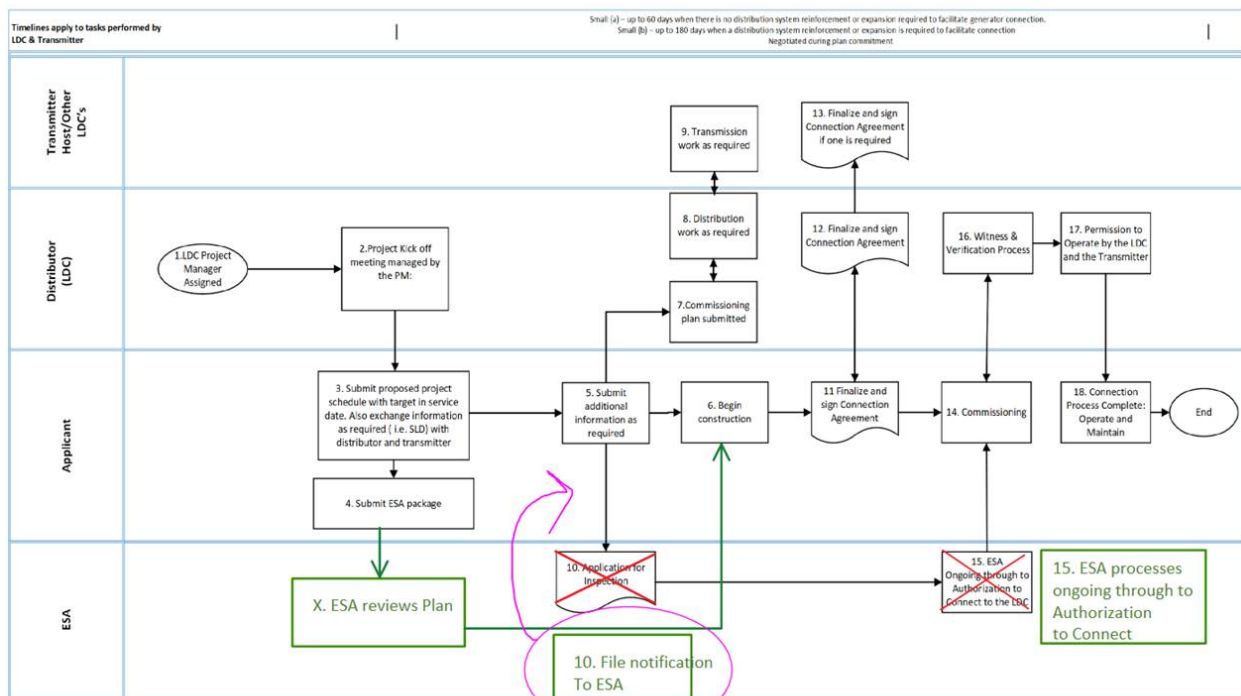 Timelines apply to tasks performed by
LDC & Transmitter
Small (a) – up to 60 days when there is no distribution system reinforcement or expansion required to facilitate generator connection.
Small (b) – up to 180 days when a distribution system reinforcement or expansion is required to facilitate connection
Negotiated during plan commitment
Transmitter
Host/Other
LDC's
9. Transmission
work as required
13. Finalize and sign
Connection Agreement
if one is required
Distributor
(LDC)
1.LDC Project
Manager
Assigned
2.Project Kick off
meeting managed by
the PM:
8. Distribution
work as required
7.Commissioning
plan submitted
12. Finalize and sign
Connection Agreement
16. Witness &
Verification Process
17. Permission to
Operate by the LDC
and the Transmitter
Applicant
3. Submit proposed project
schedule with target in service
date. Also exchange information
as required ( i.e. SLD) with
distributor and transmitter
4. Submit ESA package
5. Submit
additional
information as
required
6. Begin
construction
11 Finalize and
sign Connection
Agreement
14. Commissioning
18. Connection
Process Complete:
Operate and
Maintain
End
ESA
X. ESA reviews Plan
10. Application for
Inspection
10. File notification
To ESA
15. ESA
Ongoing through to
Authorization to
Connect to the LDC
15. ESA processes
ongoing through to
Authorization
to Connect